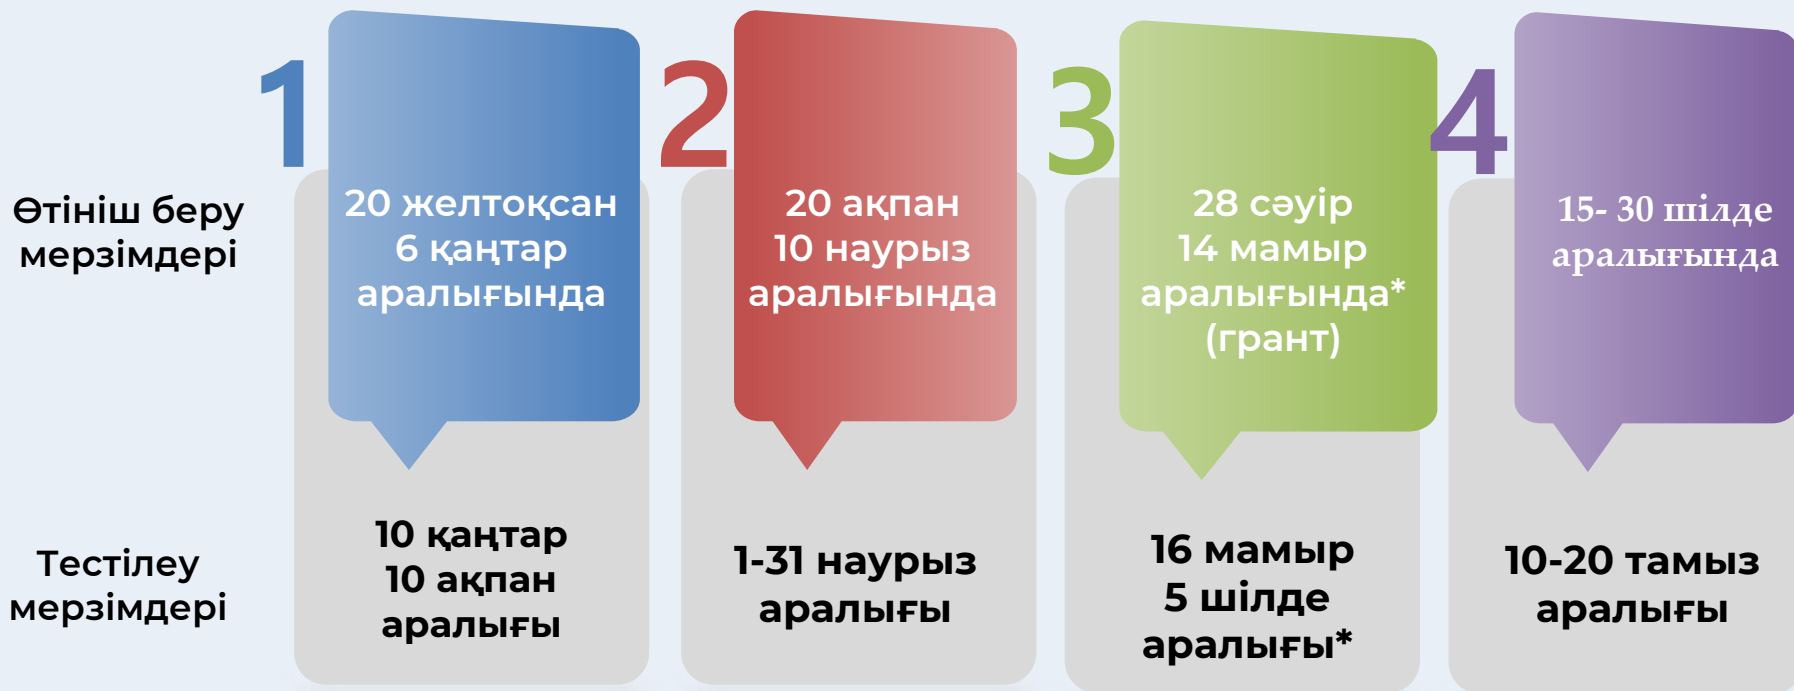 1
2
3
4
Өтініш беру
мерзімдері
20 желтоқсан
6 қаңтар
аралығында
20 ақпан
10 наурыз
аралығында
28 сәуір
14 мамыр
аралығында*
(грант)
15- 30 шілде
аралығында
Тестілеу
мерзімдері
10 қаңтар
10 ақпан
аралығы
1-31 наурыз
аралығы
16 мамыр
5 шілде
аралығы*
10-20 тамыз
аралығы